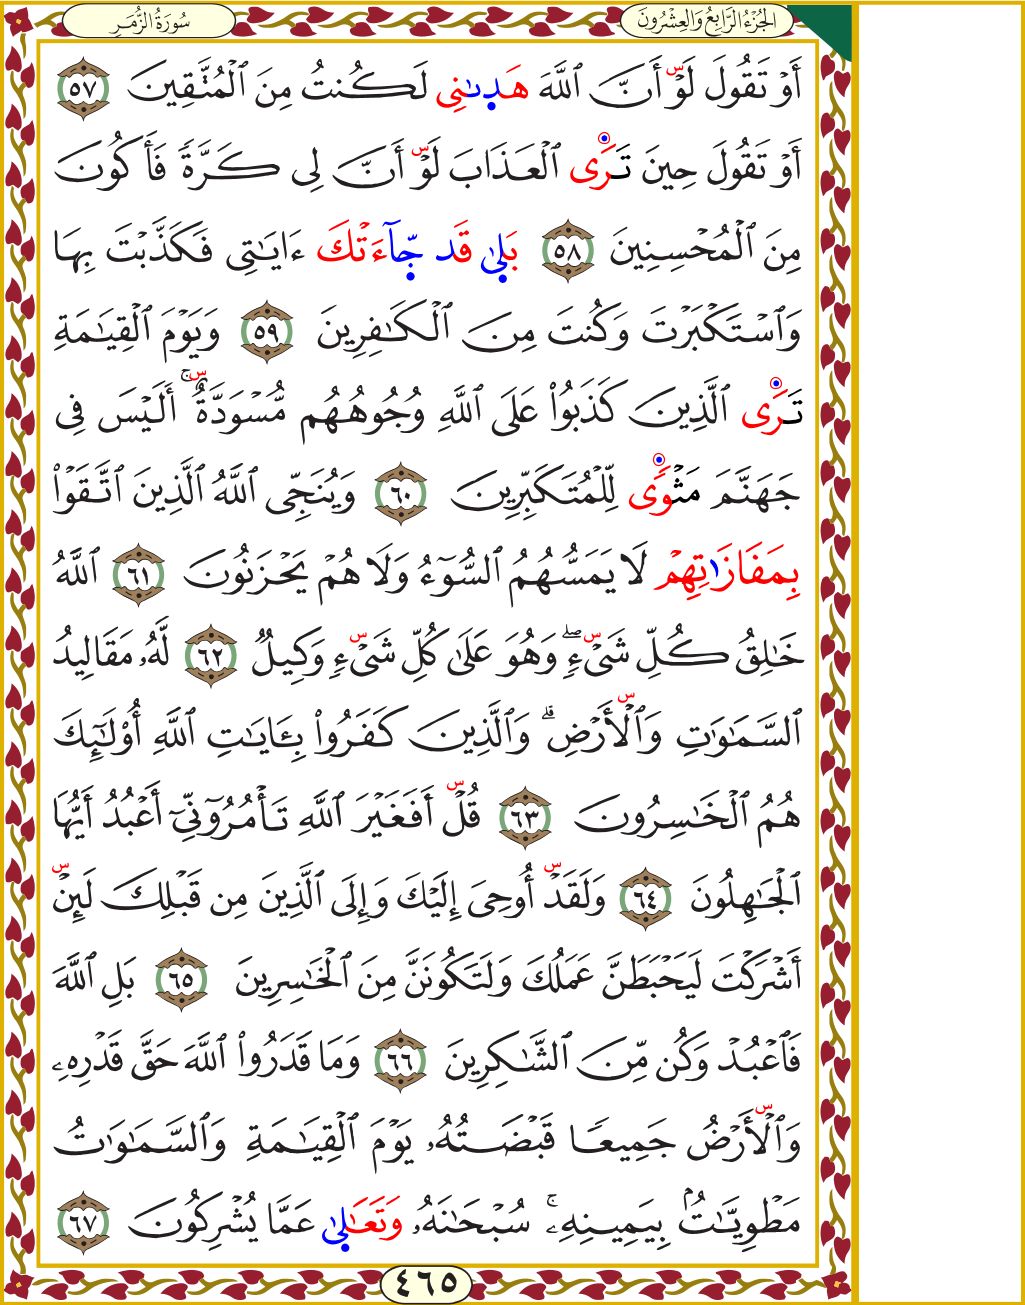 الجُزْءُ الرَّابِعُ وَالعِشْرُونَ
سُورَةُ الزُّمَرِ
أَوْ تَقُولَ لَوْ أَنَّ ٱللَّهَ هَدىٰنِي لَكُنتُ مِنَ ٱلْمُتَّقِينَ ٥٧
أَوْ تَقُولَ حِينَ تَرَى ٱلْعَذَابَ لَوْ أَنَّ لِي كَرَّةً فَأَكُونَ
مِنَ ٱلْمُحْسِنِينَ ٥٨ بَلىٰ قَد جَّآءَتْكَ ءَايَٰتِي فَكَذَّبْتَ بِهَا
وَٱسْتَكْبَرْتَ وَكُنتَ مِنَ ٱلْكَٰفِرِينَ ٥٩ وَيَوْمَ ٱلْقِيَٰمَةِ
تَرَى ٱلَّذِينَ كَذَبُوا۟ عَلَى ٱللَّهِ وُجُوهُهُم مُّسْوَدَّةٌ ۚ أَلَيْسَ فِي
جَهَنَّمَ مَثْوًى لِّلْمُتَكَبِّرِينَ ٦٠ وَيُنَجِّي ٱللَّهُ ٱلَّذِينَ ٱتَّقَوْا۟
بِمَفَازَٰتِهِمْ لَا يَمَسُّهُمُ ٱلسُّوٓءُ وَلَا هُمْ يَحْزَنُونَ ٦١ ٱللَّهُ
خَٰلِقُ كُلِّ شَيْءٍ ۖ وَهُوَ عَلَىٰ كُلِّ شَيْءٍ وَكِيلٌ ٦٢ لَّهُۥ مَقَالِيدُ
ٱلسَّمَٰوَٰتِ وَٱلْأَرْضِ ۗ وَٱلَّذِينَ كَفَرُوا۟ بِـَٔايَٰتِ ٱللَّهِ أُو۟لَٰٓئِكَ
هُمُ ٱلْخَٰسِرُونَ ٦٣ قُلْ أَفَغَيْرَ ٱللَّهِ تَأْمُرُوٓنِّيٓ أَعْبُدُ أَيُّهَا
ٱلْجَٰهِلُونَ ٦٤ وَلَقَدْ أُوحِيَ إِلَيْكَ وَإِلَى ٱلَّذِينَ مِن قَبْلِكَ لَئِنْ
أَشْرَكْتَ لَيَحْبَطَنَّ عَمَلُكَ وَلَتَكُونَنَّ مِنَ ٱلْخَٰسِرِينَ ٦٥ بَلِ ٱللَّهَ
فَٱعْبُدْ وَكُن مِّنَ ٱلشَّٰكِرِينَ ٦٦ وَمَا قَدَرُوا۟ ٱللَّهَ حَقَّ قَدْرِهِۦ
وَٱلْأَرْضُ جَمِيعًا قَبْضَتُهُۥ يَوْمَ ٱلْقِيَٰمَةِ وَٱلسَّمَٰوَٰتُ
مَطْوِيَّٰتٌۢ بِيَمِينِهِۦ ۚ سُبْحَٰنَهُۥ وَتَعَٰلىٰ عَمَّا يُشْرِكُونَ ٦٧
٤٦٥